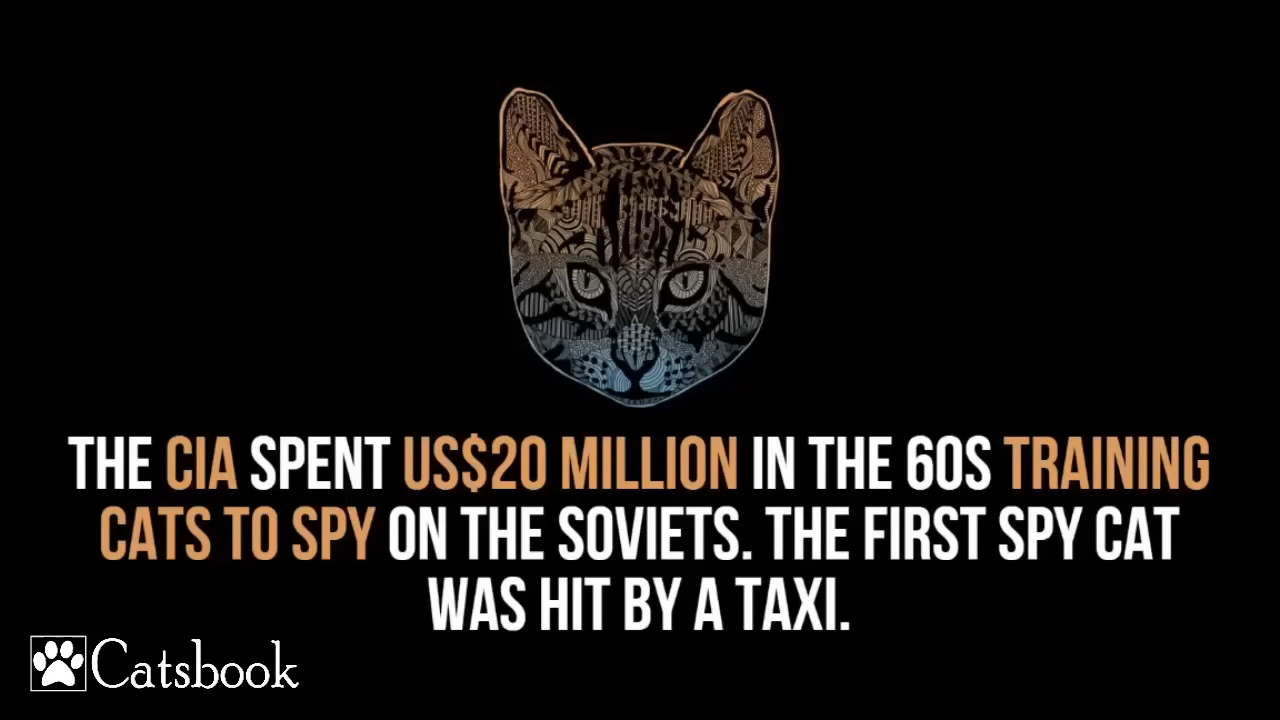 THE CIA SPENT US$20 MILLION IN THE 60S TRAINING
CATS TO SPY ON THE SOVIETS. THE FIRST SPY CAT
WAS HIT BY A TAXI.
Catsbook